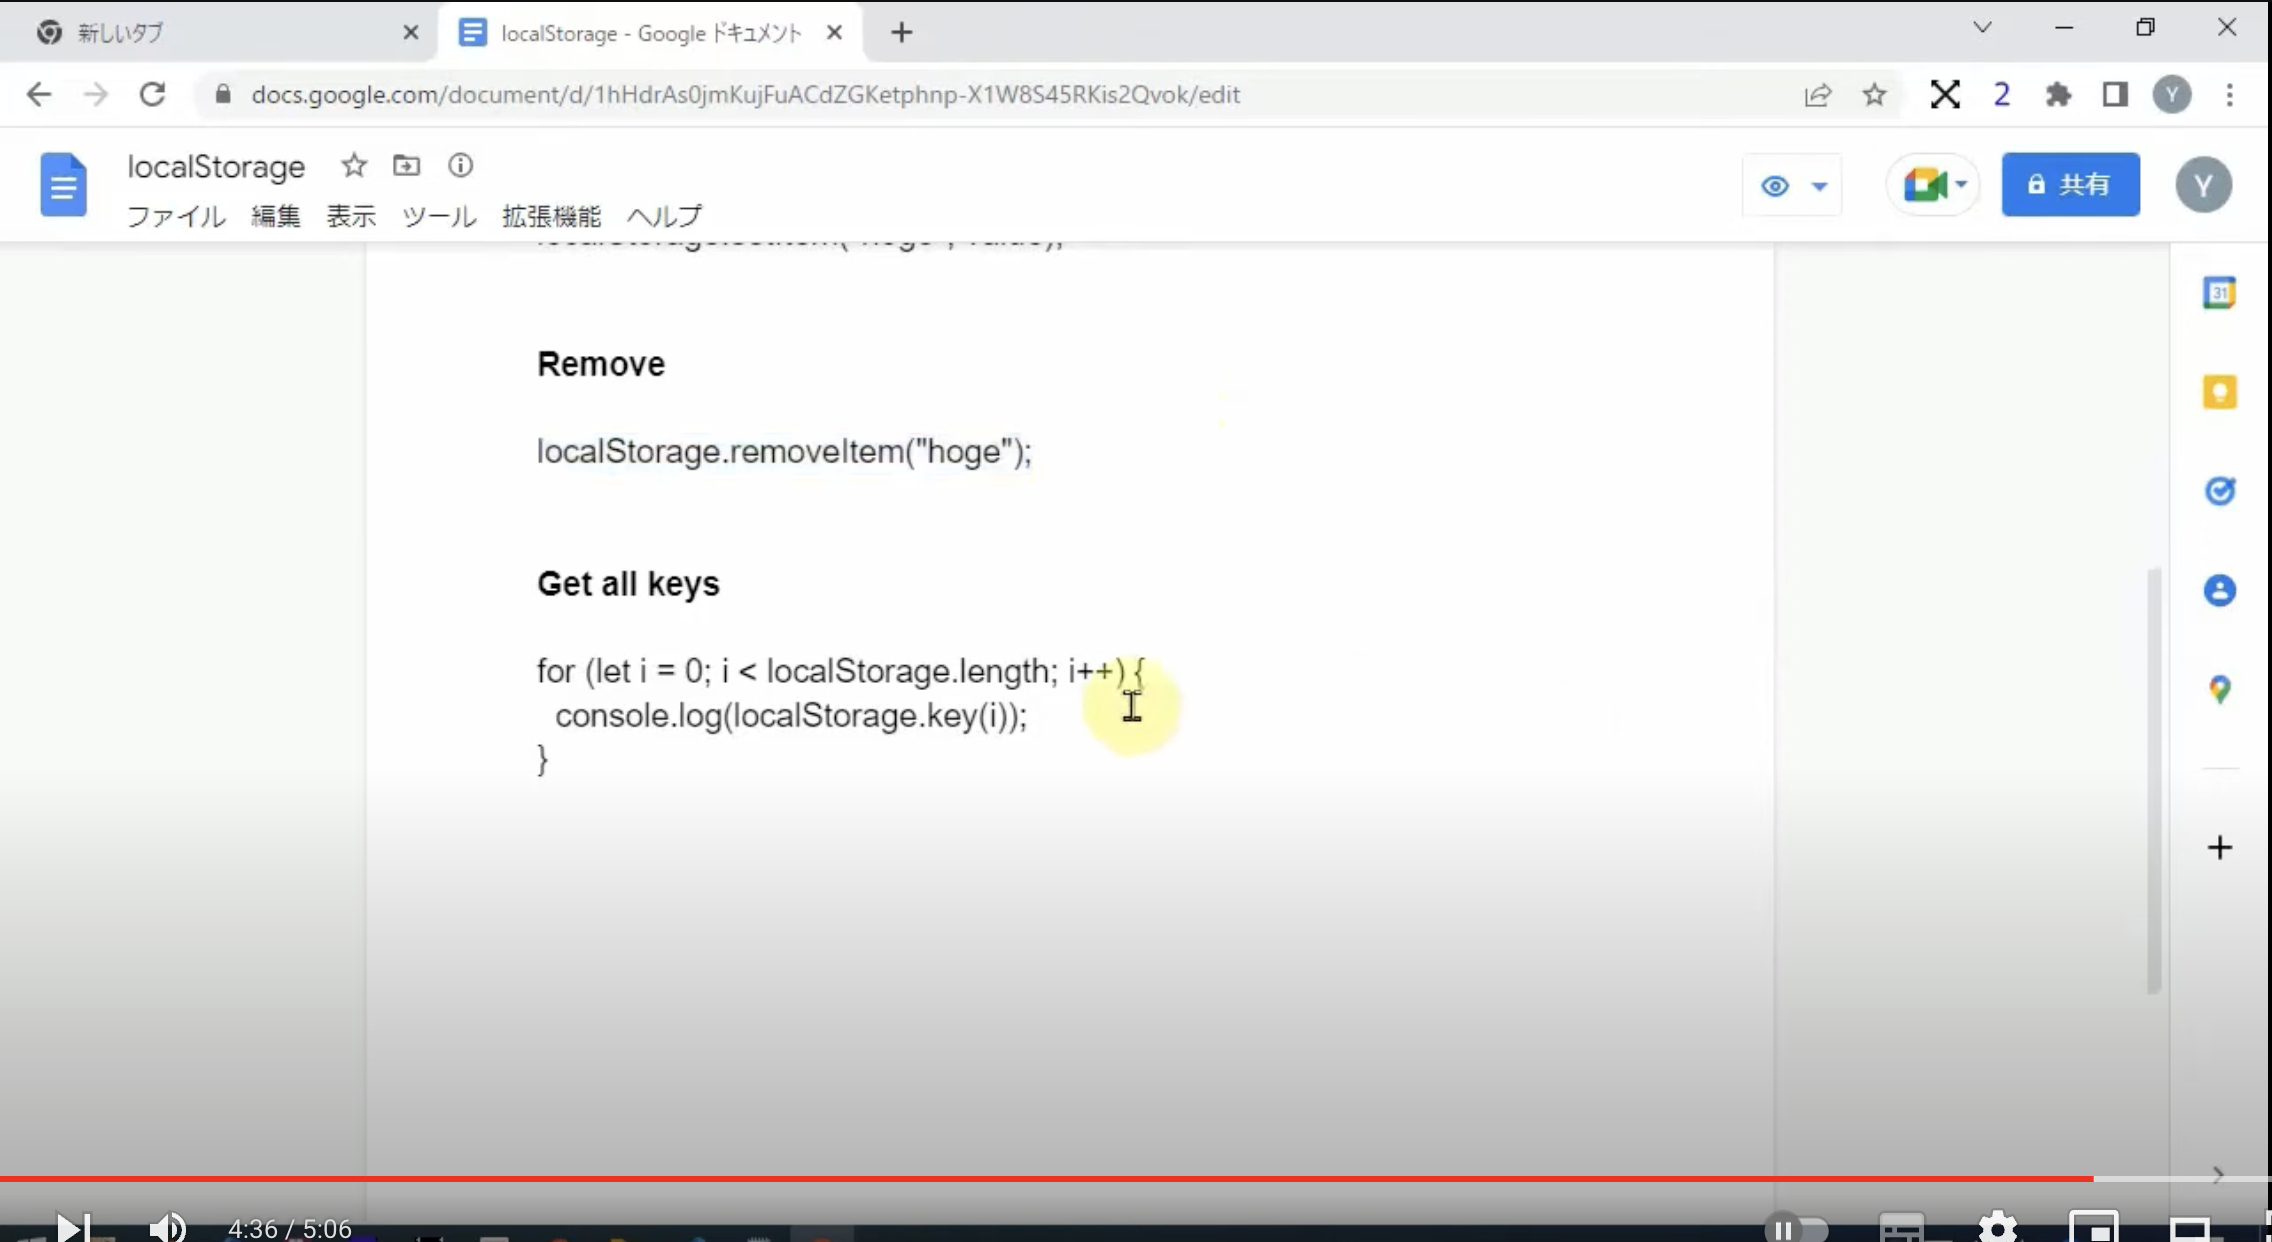 新しいタブ
localStorage - Google ドキュメント
docs.google.com/document/d/1hHdrAs0jmKujFuACdZGKetphnp-X1W8S45RKis2Qvok/edit
2
Y
localStorage
共有
Y
ファイル 編集 表示 ツール 拡張機能 ヘルプ
31
Remove
localStorage.removeItem("hoge");
Get all keys
for (let i = 0; i < localStorage.length; i++) {
console.log(localStorage.key(i));
}
4:36 / 5:06